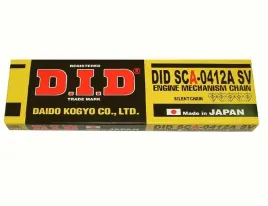 REGISTERED
D.I.D
®
TRADE MARK
DAIDO KOGYO CO., LTD.
DID SCA-0412A SV
ENGINE MECHANISM CHAIN
SILENT CHAIN
Made in JAPAN